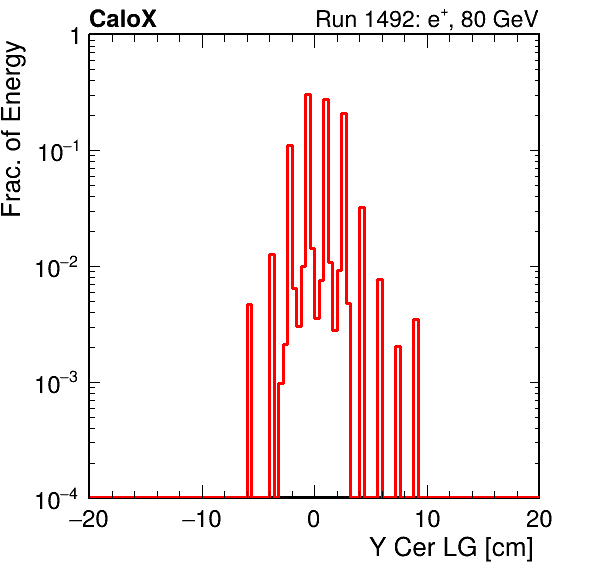 CaloX Run 1492: e⁺, 80 GeV
Frac. of Energy
1
10⁻¹
10⁻²
10⁻³
10⁻⁴
−20 −10 0 10 20
Y Cer LG [cm]